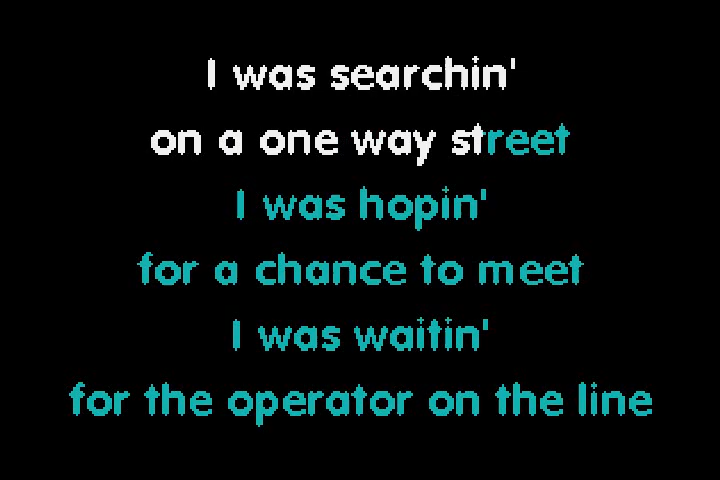 I was searchin'
on a one way street
I was hopin'
for a chance to meet
I was waitin'
for the operator on the line